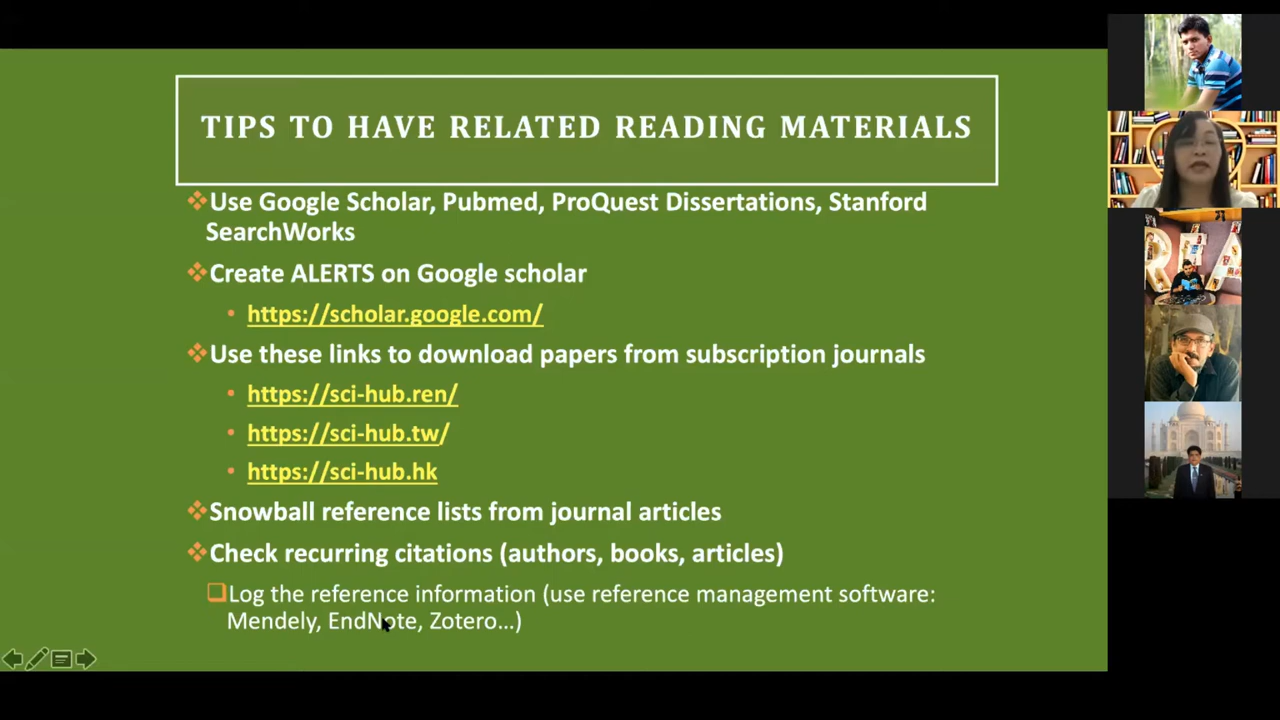 TIPS TO HAVE RELATED READING MATERIALS
Use Google Scholar, Pubmed, ProQuest Dissertations, Stanford
SearchWorks
Create ALERTS on Google scholar
https://scholar.google.com/
Use these links to download papers from subscription journals
https://sci-hub.ren/
https://sci-hub.tw/
https://sci-hub.hk
Snowball reference lists from journal articles
Check recurring citations (authors, books, articles)
Log the reference information (use reference management software:
Mendely, EndNote, Zotero...)